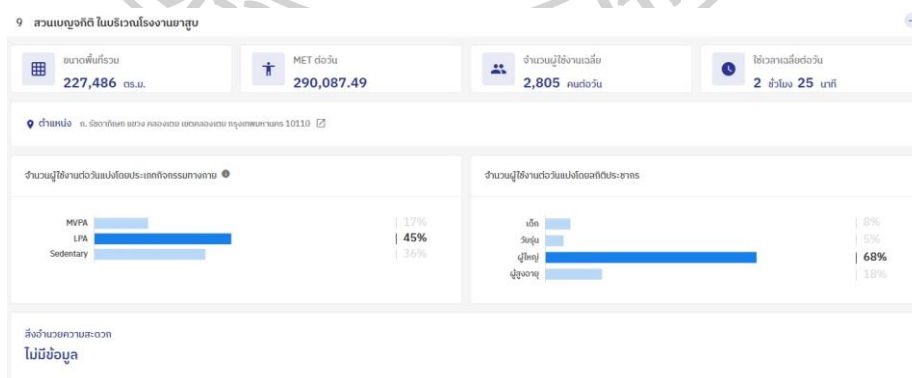 9 สวนเบญจกิติ ในบริเวณโรงงานยาสูบ
ขนาดพื้นที่รวม
227,486 ตร.ม.
MET ต่อวัน
290,087.49
จำนวนผู้ใช้งานเฉลี่ย
2,805 คนต่อวัน
ใช้เวลาเฉลี่ยต่อวัน
2 ชั่วโมง 25 นาที
ตำแหน่ง ถ. รัชดาภิเษก แขวง คลองเตย เขตคลองเตย กรุงเทพมหานคร 10110
จำนวนผู้ใช้งานต่อวันแบ่งโดยประเภทกิจกรรมทางกาย
MVPA | 17%
LPA | 45%
Sedentary | 36%
จำนวนผู้ใช้งานต่อวันแบ่งโดยสถิติประชากร
เด็ก | 8%
วัยรุ่น | 5%
ผู้ใหญ่ | 68%
ผู้สูงอายุ | 18%
สิ่งอำนวยความสะดวก
ไม่มีข้อมูล